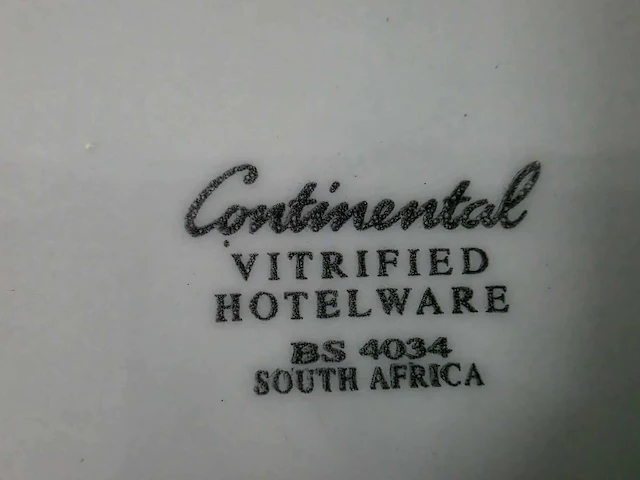 Continental
VITRIFIED
HOTELWARE
BS 4034
SOUTH AFRICA